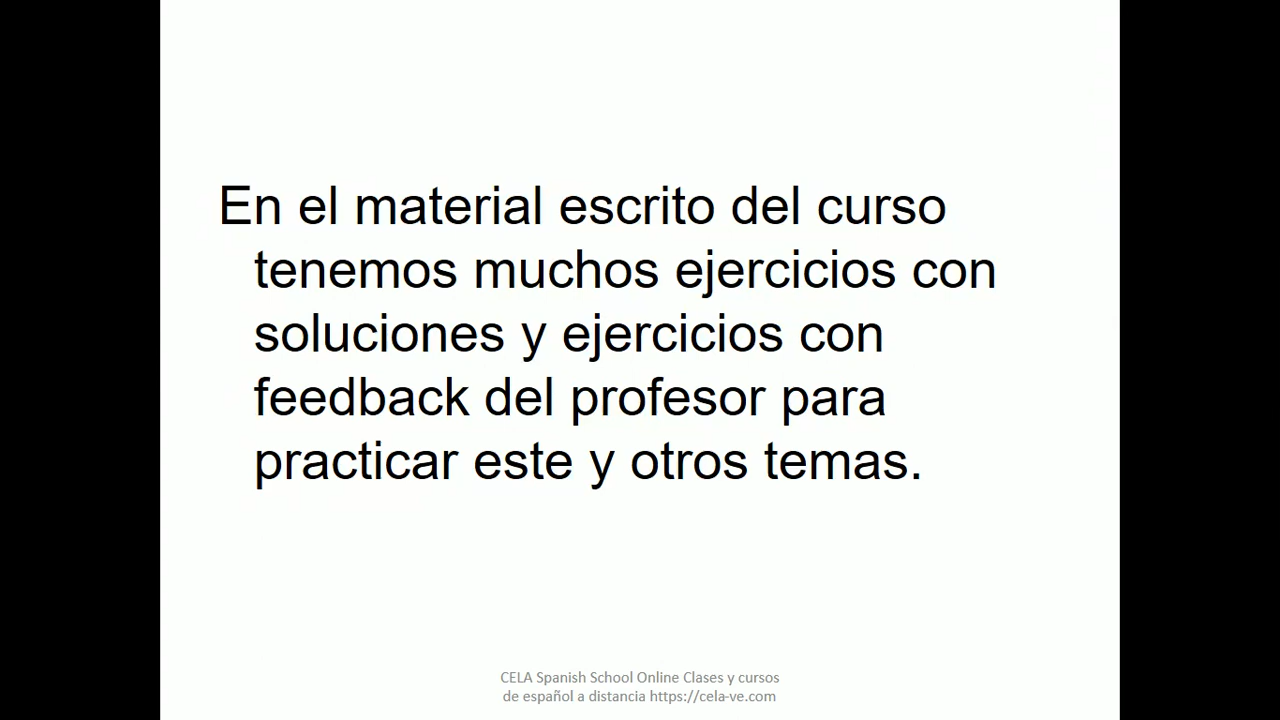 En el material escrito del curso
tenemos muchos ejercicios con
soluciones y ejercicios con
feedback del profesor para
practicar este y otros temas.
CELA Spanish School Online Clases y cursos
de español a distancia https://cela-ve.com